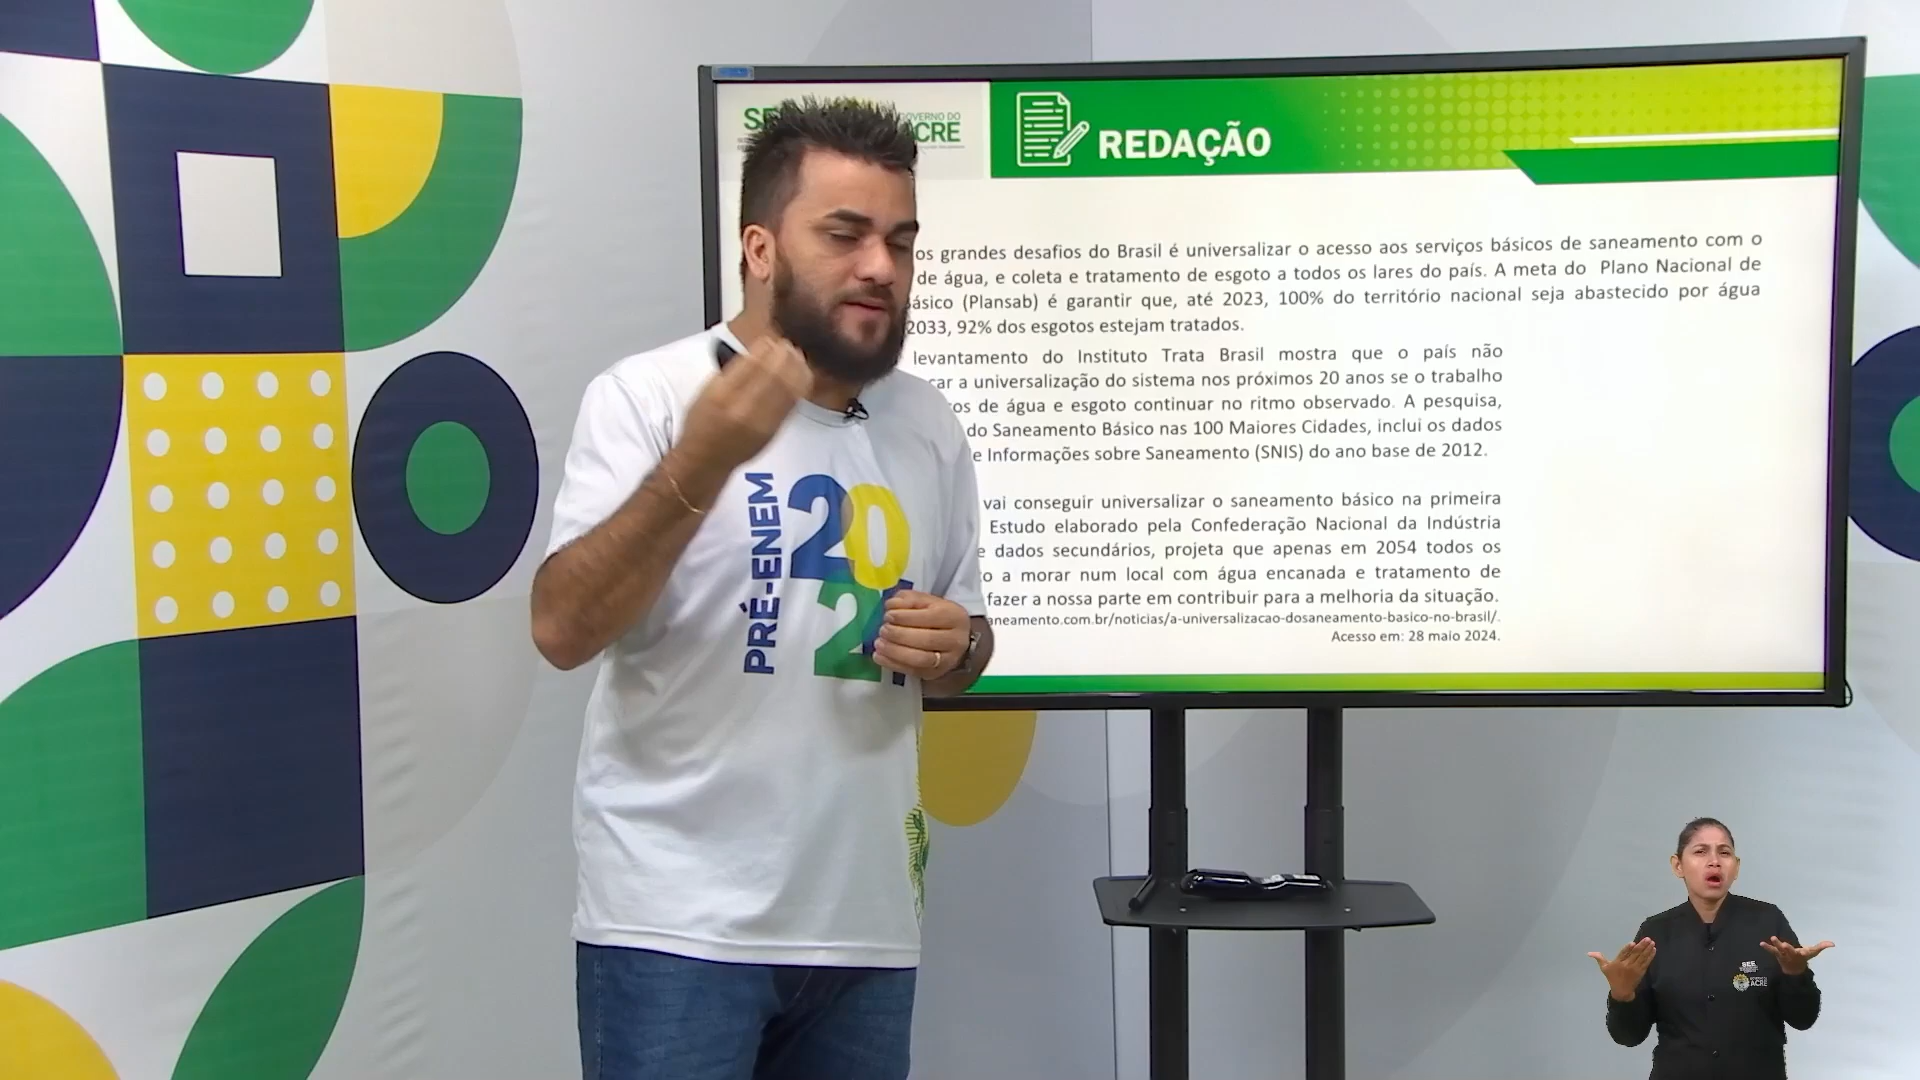 GOVERNO DO
ACRE
REDAÇÃO
os grandes desafios do Brasil é universalizar o acesso aos serviços básicos de saneamento com o
de água, e coleta e tratamento de esgoto a todos os lares do país. A meta do Plano Nacional de
ásico (Plansab) é garantir que, até 2023, 100% do território nacional seja abastecido por água
2033, 92% dos esgotos estejam tratados.
levantamento do Instituto Trata Brasil mostra que o país não
çar a universalização do sistema nos próximos 20 anos se o trabalho
os de água e esgoto continuar no ritmo observado. A pesquisa,
do Saneamento Básico nas 100 Maiores Cidades, inclui os dados
e Informações sobre Saneamento (SNIS) do ano base de 2012.
vai conseguir universalizar o saneamento básico na primeira
Estudo elaborado pela Confederação Nacional da Indústria
e dados secundários, projeta que apenas em 2054 todos os
o a morar num local com água encanada e tratamento de
fazer a nossa parte em contribuir para a melhoria da situação.
aneamento.com.br/noticias/a-universalizacao-dosaneamento-basico-no-brasil/.
Acesso em: 28 maio 2024.
PRÉ-ENEM
20
24
SEE
ACRE